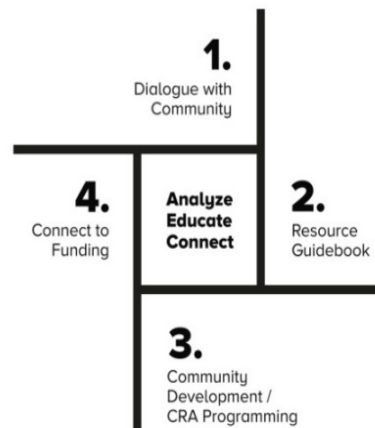 1.
Dialogue with
Community
4.
Connect to
Funding
Analyze
Educate
Connect
2.
Resource
Guidebook
3.
Community
Development /
CRA Programming